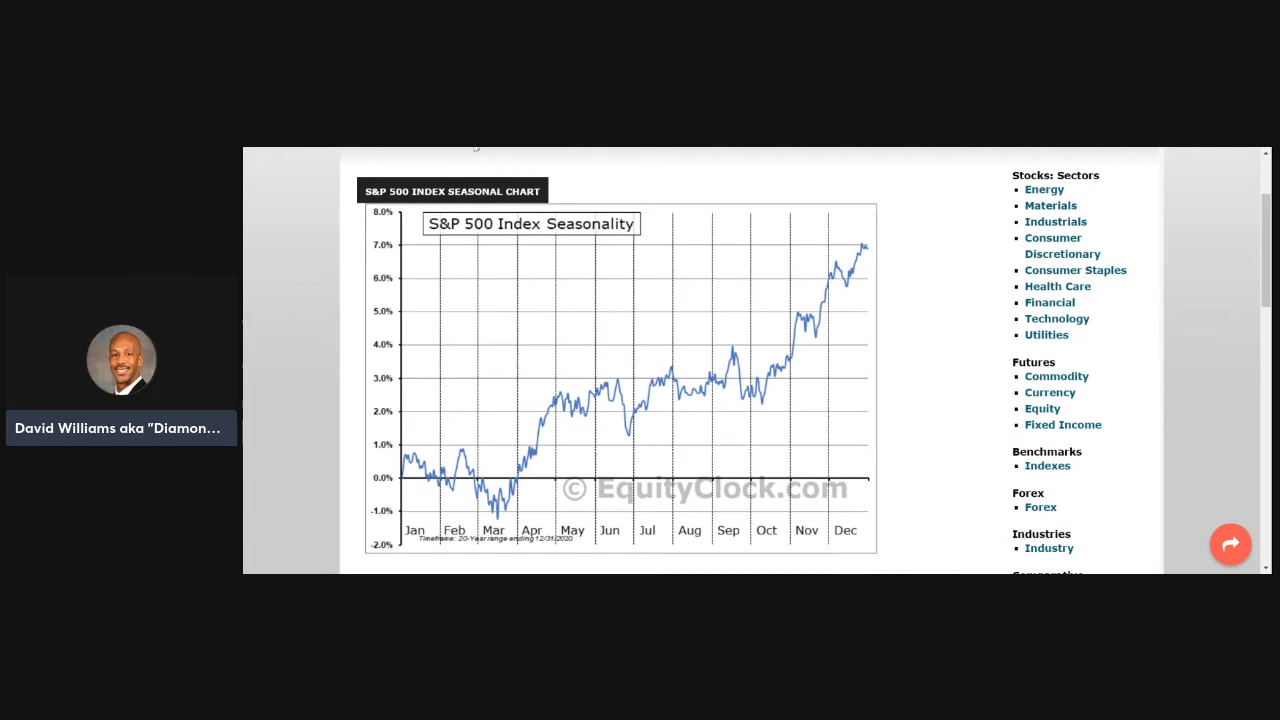 David Williams aka "Diamon...
S&P 500 INDEX SEASONAL CHART
S&P 500 Index Seasonality
8.0%
7.0%
6.0%
5.0%
4.0%
3.0%
2.0%
1.0%
0.0%
-1.0%
-2.0%
© EquityClock.com
Jan Feb Mar Apr May Jun Jul Aug Sep Oct Nov Dec
Timeframe: 20-Year range ending 12/31/2020
Stocks: Sectors
Energy
Materials
Industrials
Consumer
Discretionary
Consumer Staples
Health Care
Financial
Technology
Utilities
Futures
Commodity
Currency
Equity
Fixed Income
Benchmarks
Indexes
Forex
Forex
Industries
Industry